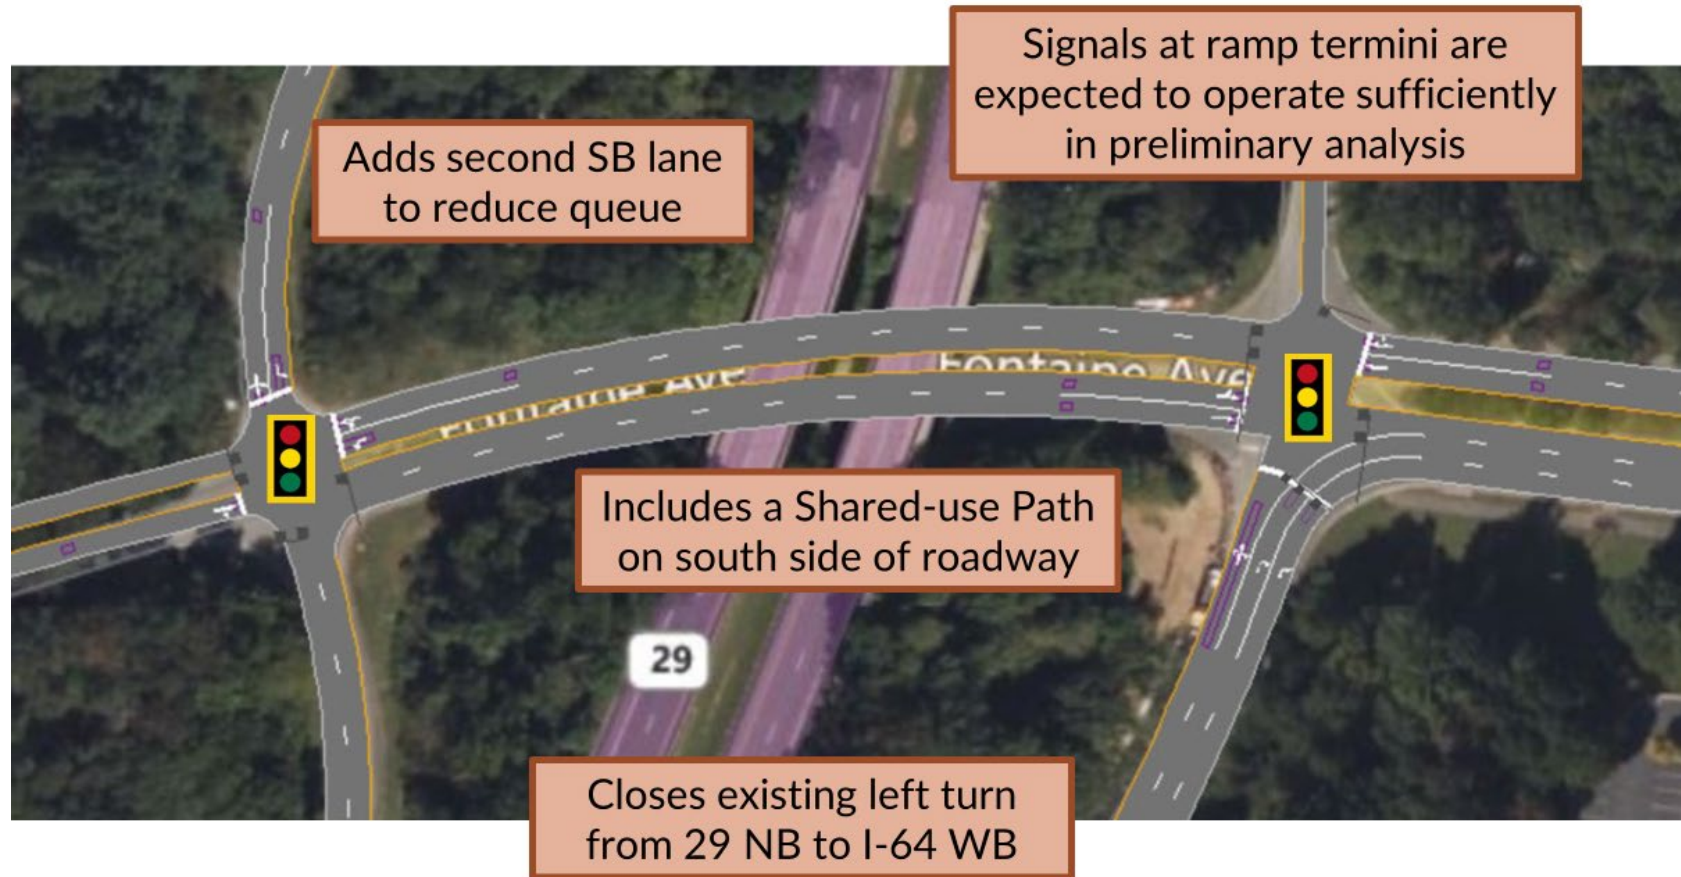 Signals at ramp termini are
expected to operate sufficiently
in preliminary analysis
Adds second SB lane
to reduce queue
Fontaine Ave
Fontaine Ave
Includes a Shared-use Path
on south side of roadway
29
Closes existing left turn
from 29 NB to I-64 WB